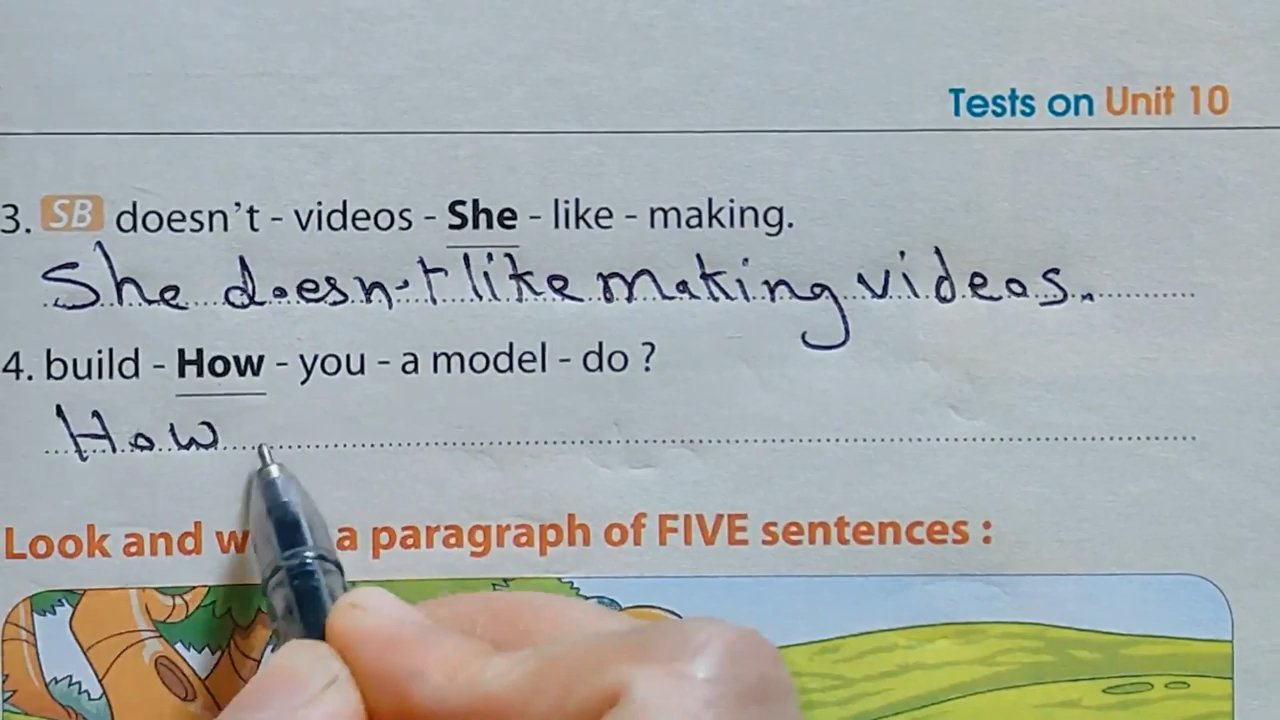 Tests on Unit 10
3. SB doesn't - videos - She - like - making.
She doesn't like making videos.
4. build - How - you - a model - do ?
How
Look and w a paragraph of FIVE sentences :